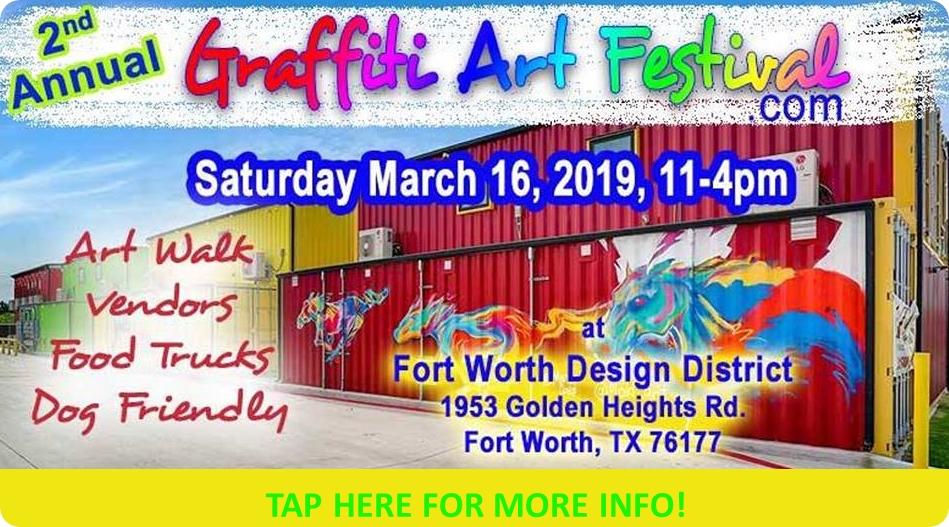 2nd
Annual
Graffiti Art Festival
.com
Saturday March 16, 2019, 11-4pm
LG
Art Walk
Vendors
Food Trucks
Dog Friendly
at
Fort Worth Design District
1953 Golden Heights Rd.
Fort Worth, TX 76177
TAP HERE FOR MORE INFO!